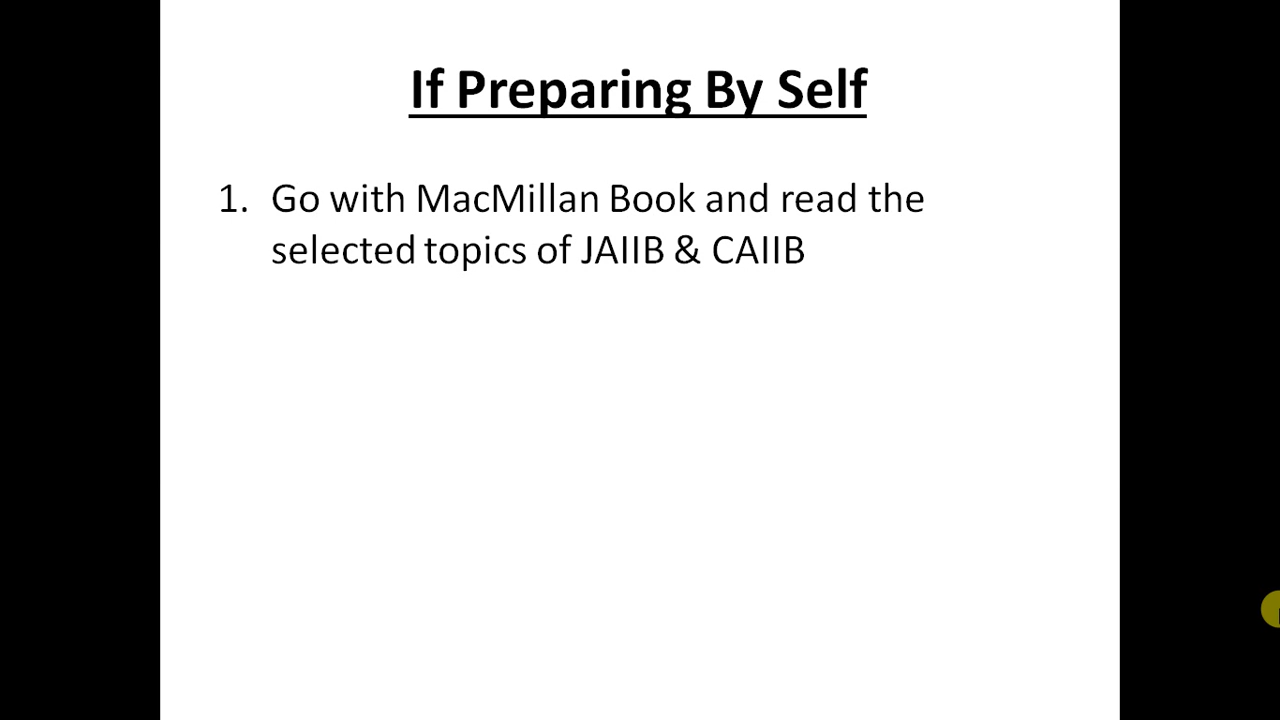 If Preparing By Self
1. Go with MacMillan Book and read the
selected topics of JAIIB & CAIIB